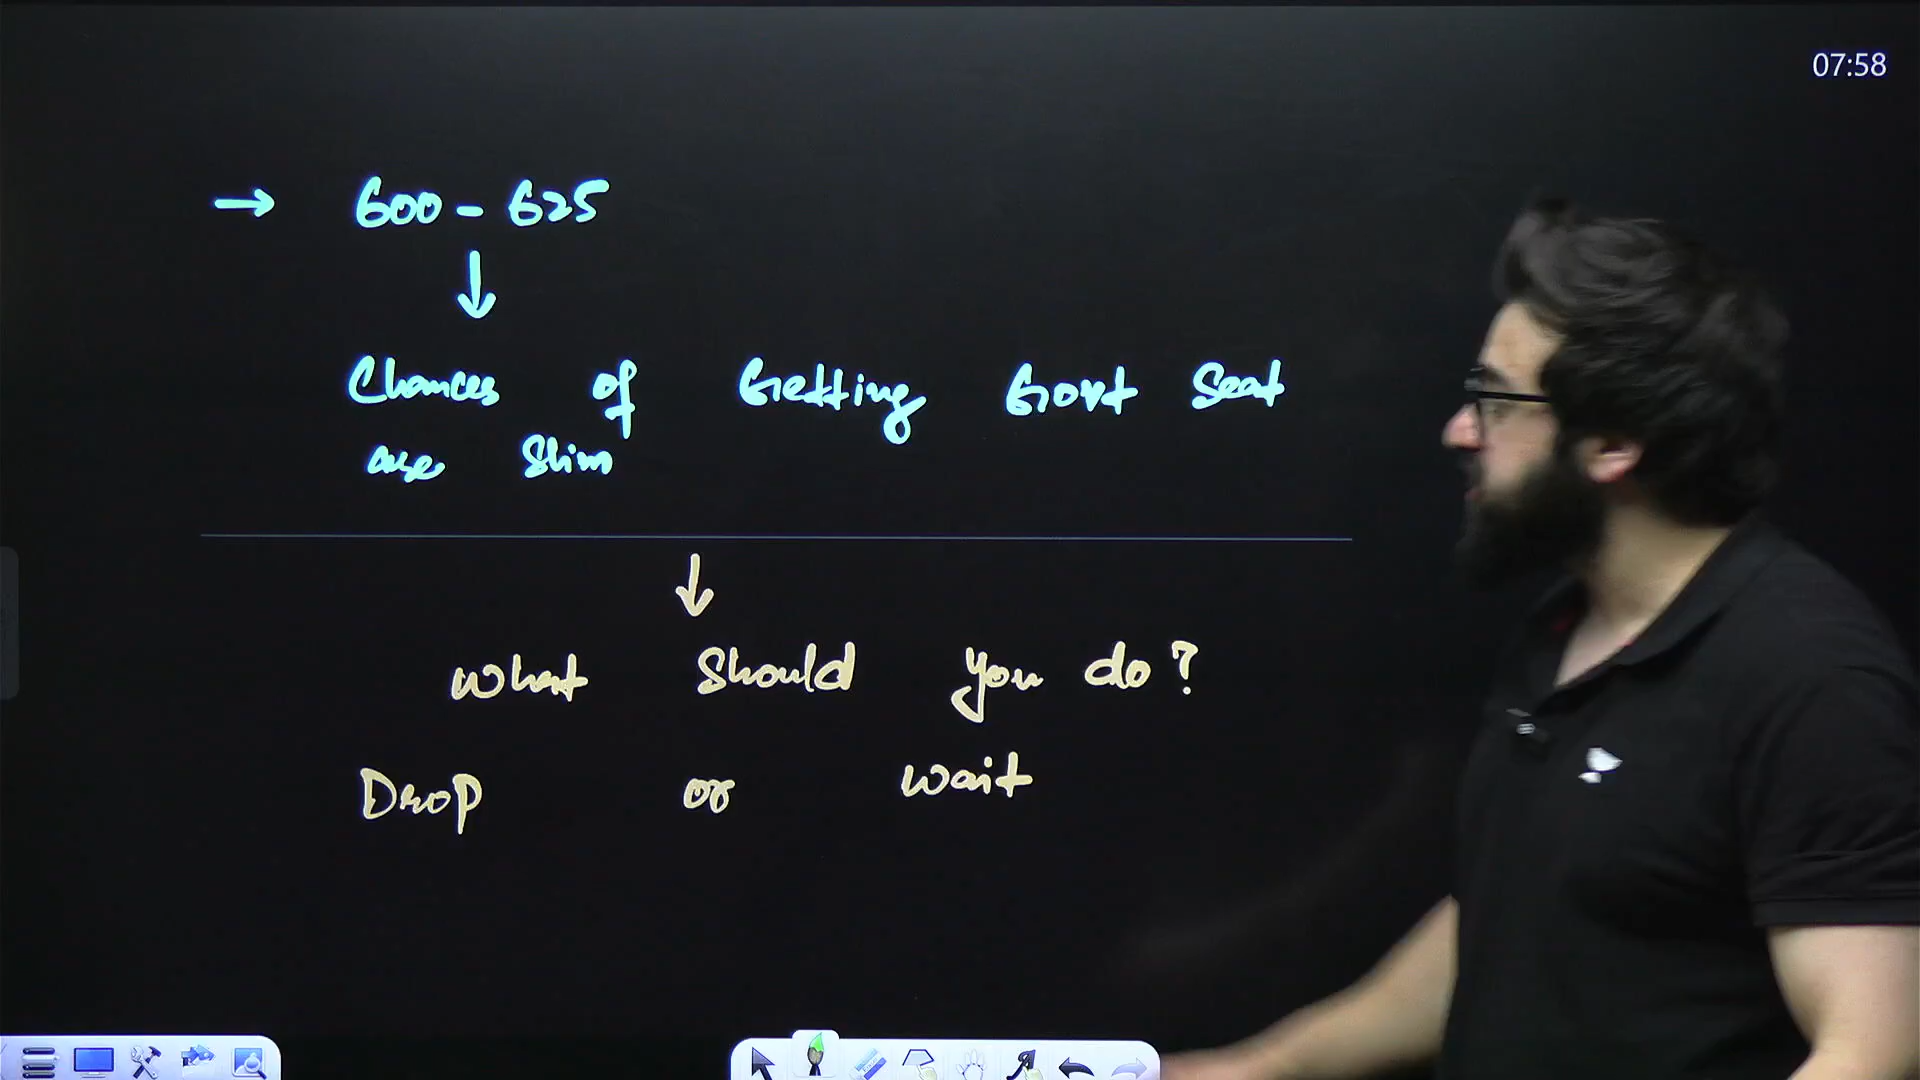 07:58
→ 600 - 625
↓
Chances of Getting Govt Seat
are Slim
↓
What Should you do?
Drop or wait